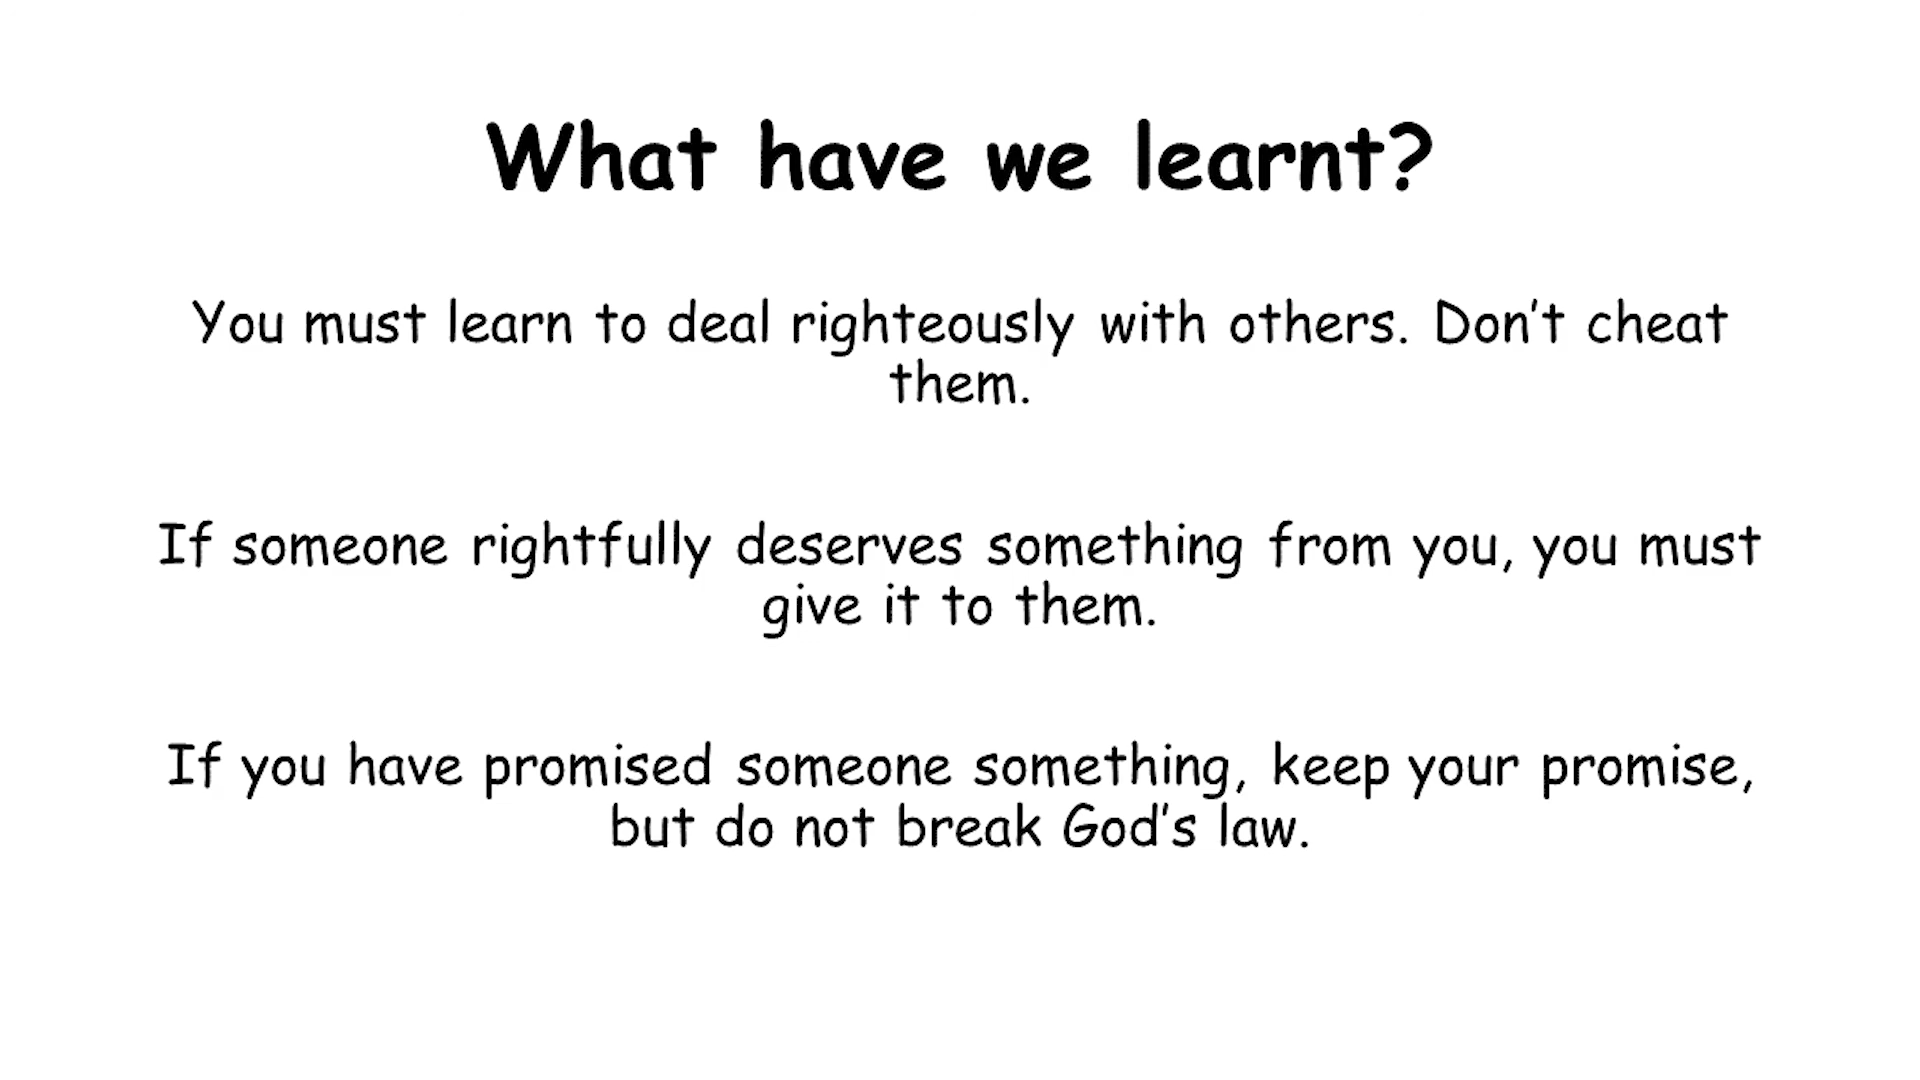 What have we learnt?
You must learn to deal righteously with others. Don't cheat
them.
If someone rightfully deserves something from you, you must
give it to them.
If you have promised someone something, keep your promise,
but do not break God's law.